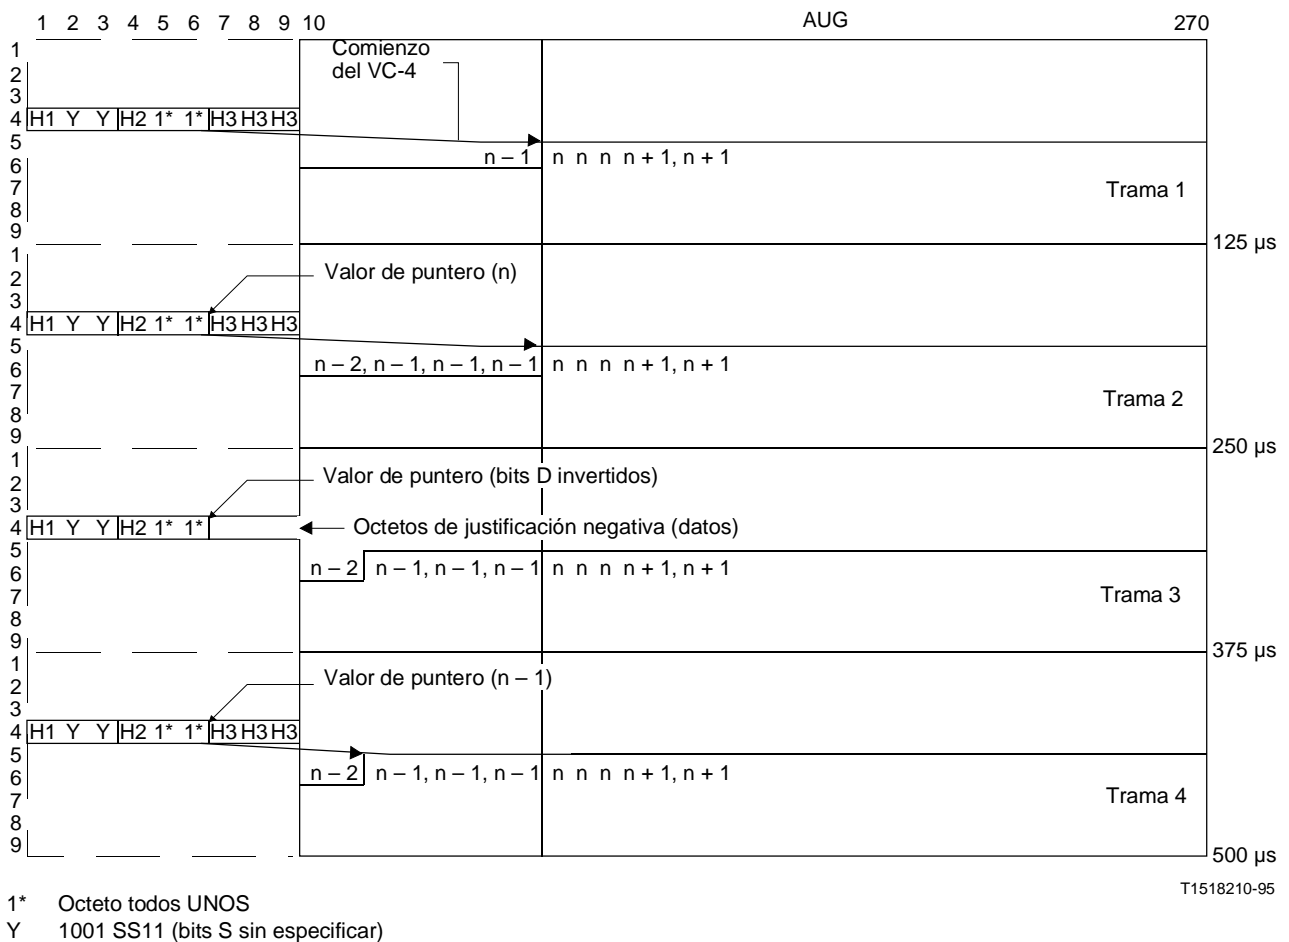 1 2 3 4 5 6 7 8 9 10 AUG 270
1
Comienzo
2
del VC-4
3
4 H1 Y Y H2 1* 1* H3 H3 H3
5
n – 1 n n n n + 1, n + 1
6
7 Trama 1
8
9
125 µs
1
2 Valor de puntero (n)
3
4 H1 Y Y H2 1* 1* H3 H3 H3
5
6 n – 2, n – 1, n – 1, n – 1 n n n n + 1, n + 1
7 Trama 2
8
9
250 µs
1
2 Valor de puntero (bits D invertidos)
3
4 H1 Y Y H2 1* 1* Octetos de justificación negativa (datos)
5
6 n – 2 n – 1, n – 1, n – 1 n n n n + 1, n + 1
7 Trama 3
8
9
375 µs
1
2 Valor de puntero (n – 1)
3
4 H1 Y Y H2 1* 1* H3 H3 H3
5
6 n – 2 n – 1, n – 1, n – 1 n n n n + 1, n + 1
7 Trama 4
8
9
500 µs
T1518210-95
1* Octeto todos UNOS
Y 1001 SS11 (bits S sin especificar)